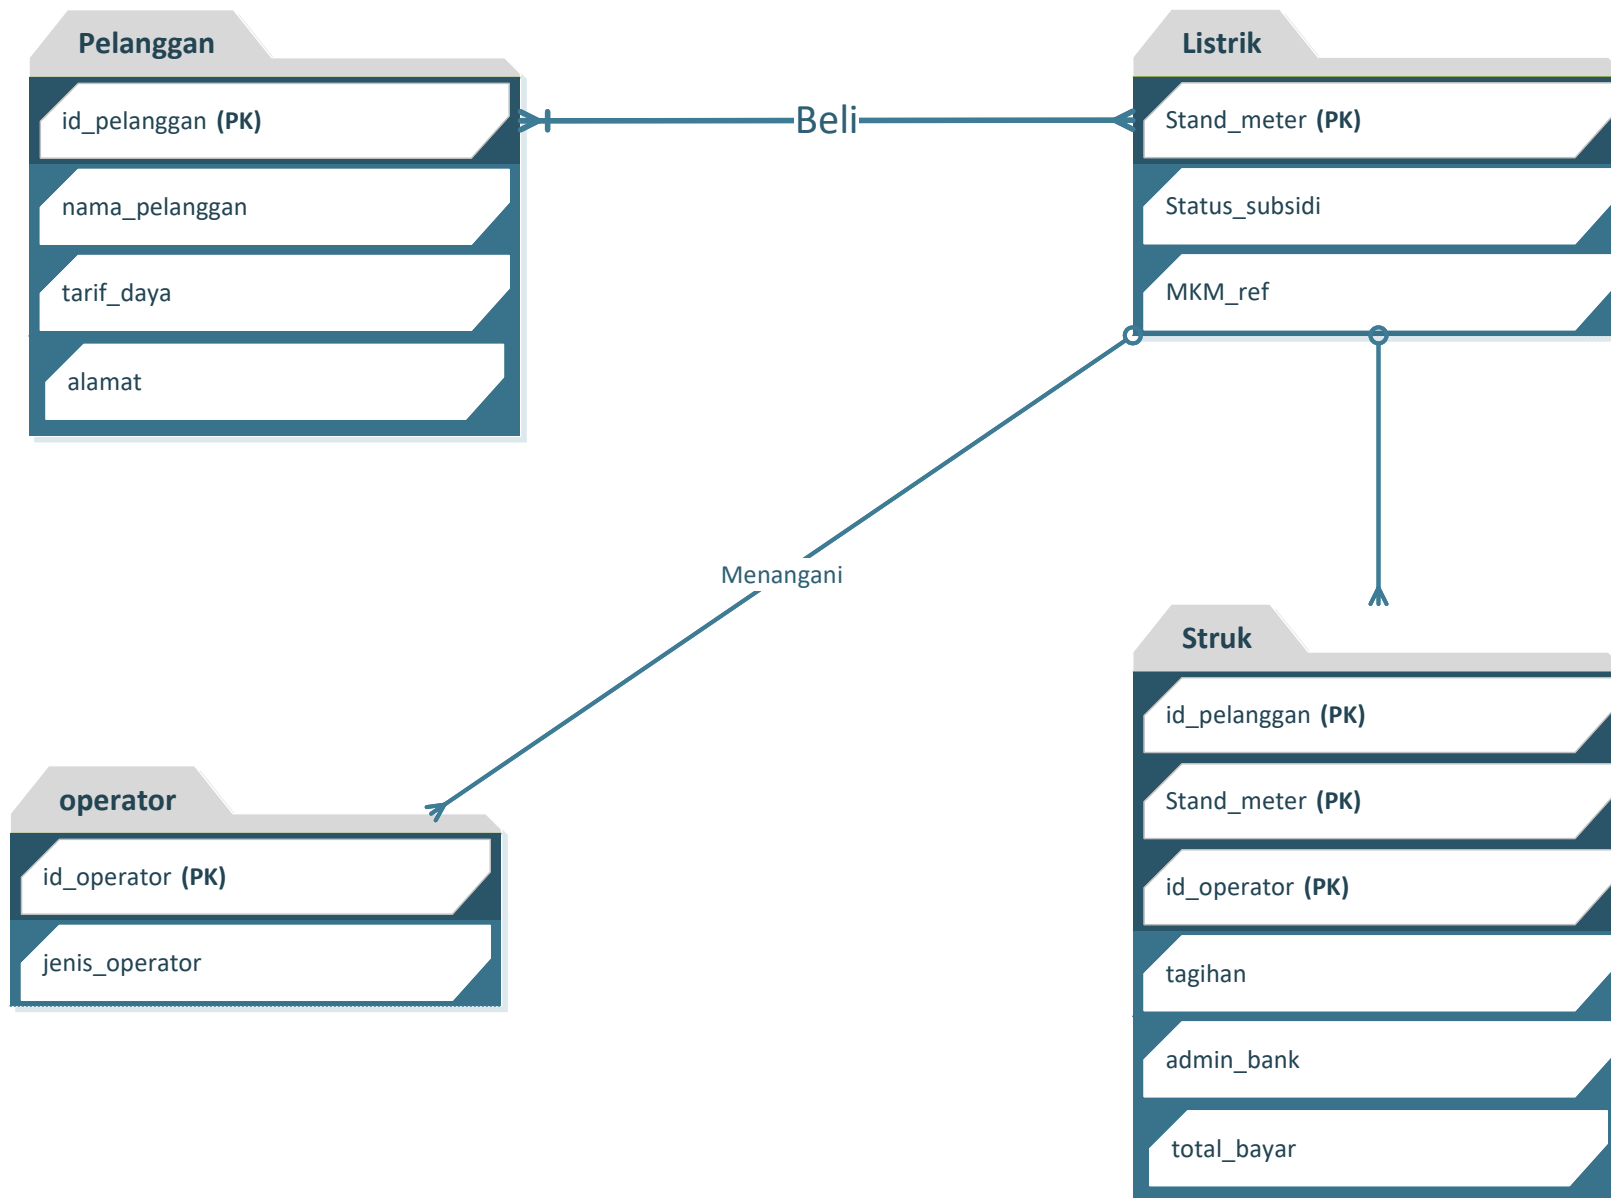 Pelanggan
id_pelanggan (PK)
nama_pelanggan
tarif_daya
alamat
Beli
Listrik
Stand_meter (PK)
Status_subsidi
MKM_ref
Menangani
operator
id_operator (PK)
jenis_operator
Struk
id_pelanggan (PK)
Stand_meter (PK)
id_operator (PK)
tagihan
admin_bank
total_bayar